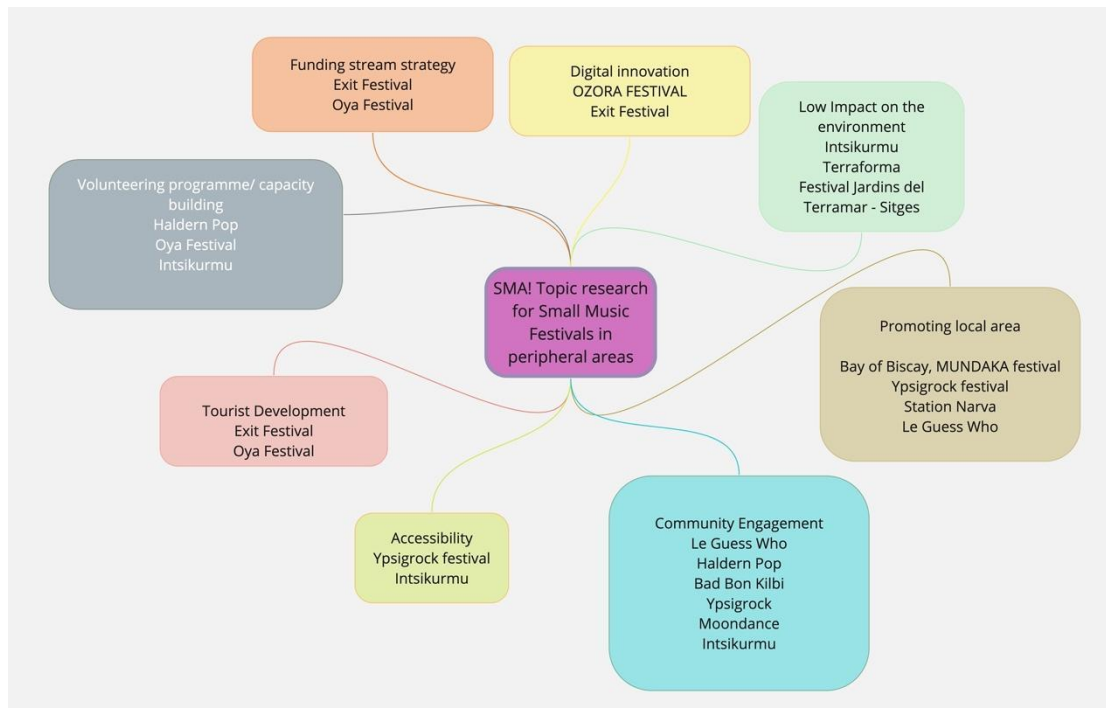 Funding stream strategy
Exit Festival
Oya Festival
Digital innovation
OZORA FESTIVAL
Exit Festival
Low Impact on the
environment
Intsikurmu
Terraforma
Festival Jardins del
Terramar - Sitges
Volunteering programme/ capacity
building
Haldern Pop
Oya Festival
Intsikurmu
SMA! Topic research
for Small Music
Festivals in
peripheral areas
Promoting local area
Bay of Biscay, MUNDAKA festival
Ypsigrock festival
Station Narva
Le Guess Who
Tourist Development
Exit Festival
Oya Festival
Accessibility
Ypsigrock festival
Intsikurmu
Community Engagement
Le Guess Who
Haldern Pop
Bad Bon Kilbi
Ypsigrock
Moondance
Intsikurmu